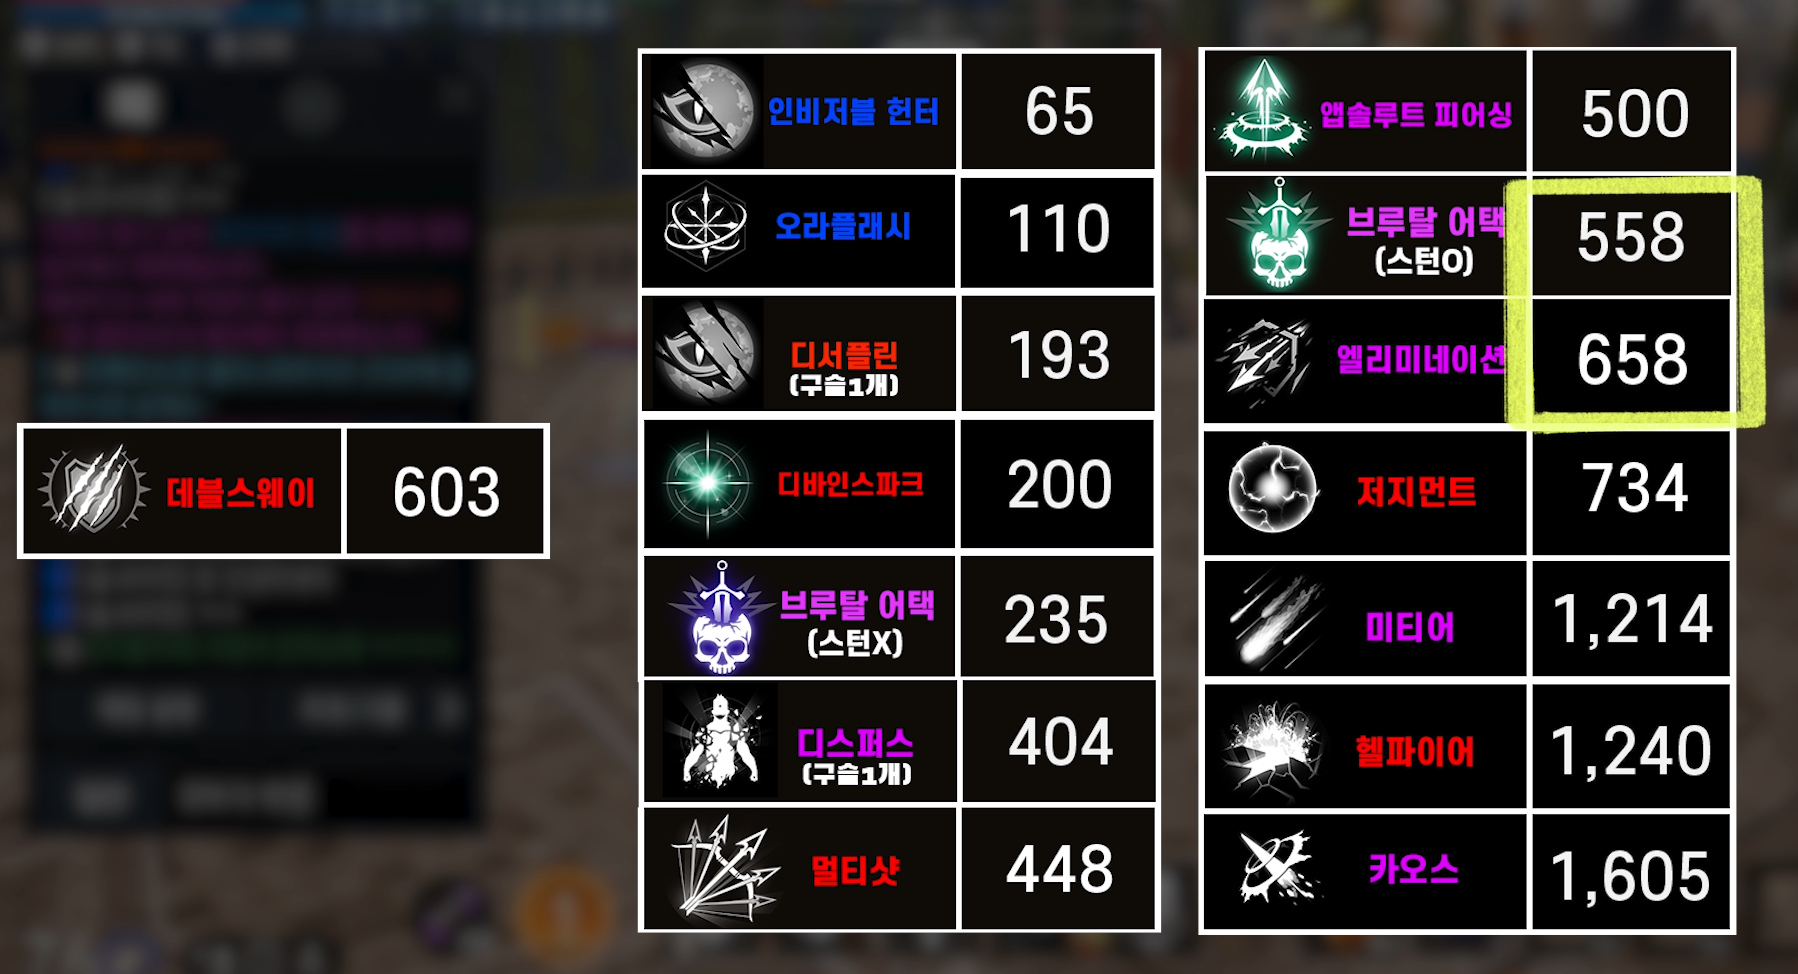 데블스웨이 603
인비저블 헌터 65
오라플래시 110
디서플린 193
(구슬1개)
디바인스파크 200
브루탈 어택 235
(스턴X)
디스퍼스 404
(구슬1개)
멀티샷 448
앱솔루트 피어싱 500
브루탈 어택 558
(스턴O)
엘리미네이션 658
저지먼트 734
미티어 1,214
헬파이어 1,240
카오스 1,605